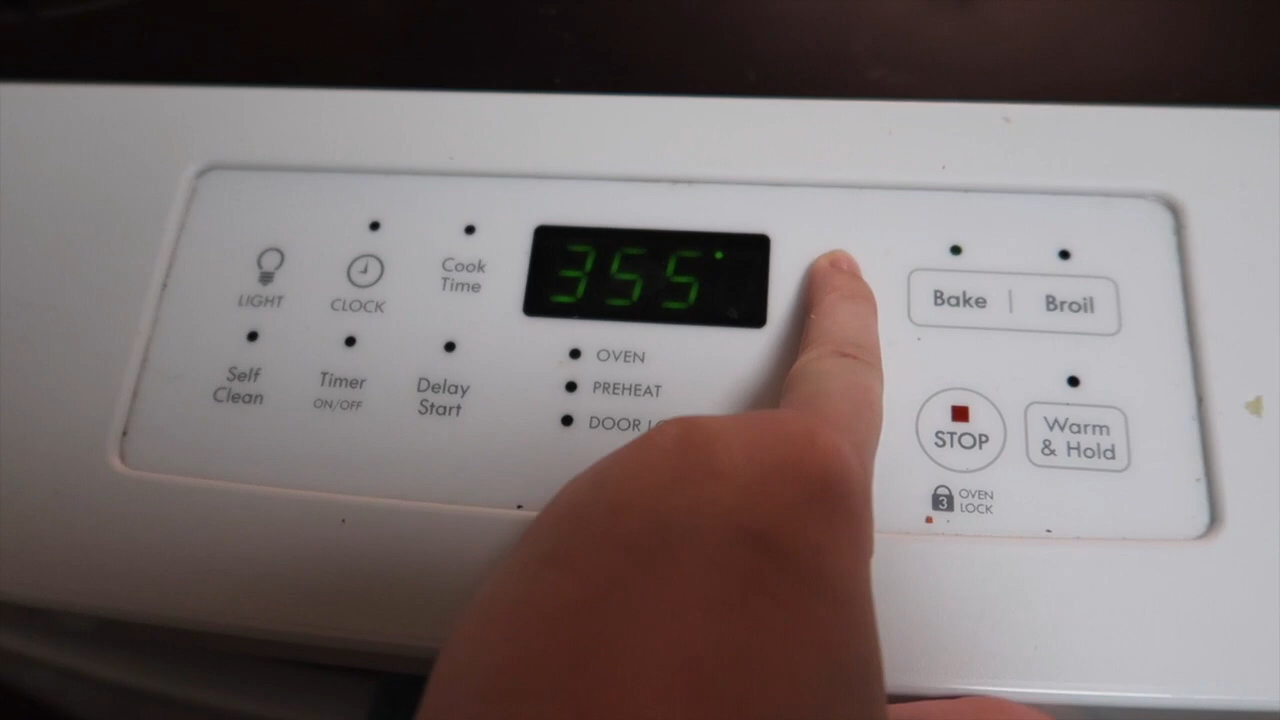 LIGHT
CLOCK
Cook
Time
355°
Bake | Broil
Self
Clean
Timer
ON/OFF
Delay
Start
OVEN
PREHEAT
DOOR
STOP
Warm
& Hold
3
OVEN
LOCK